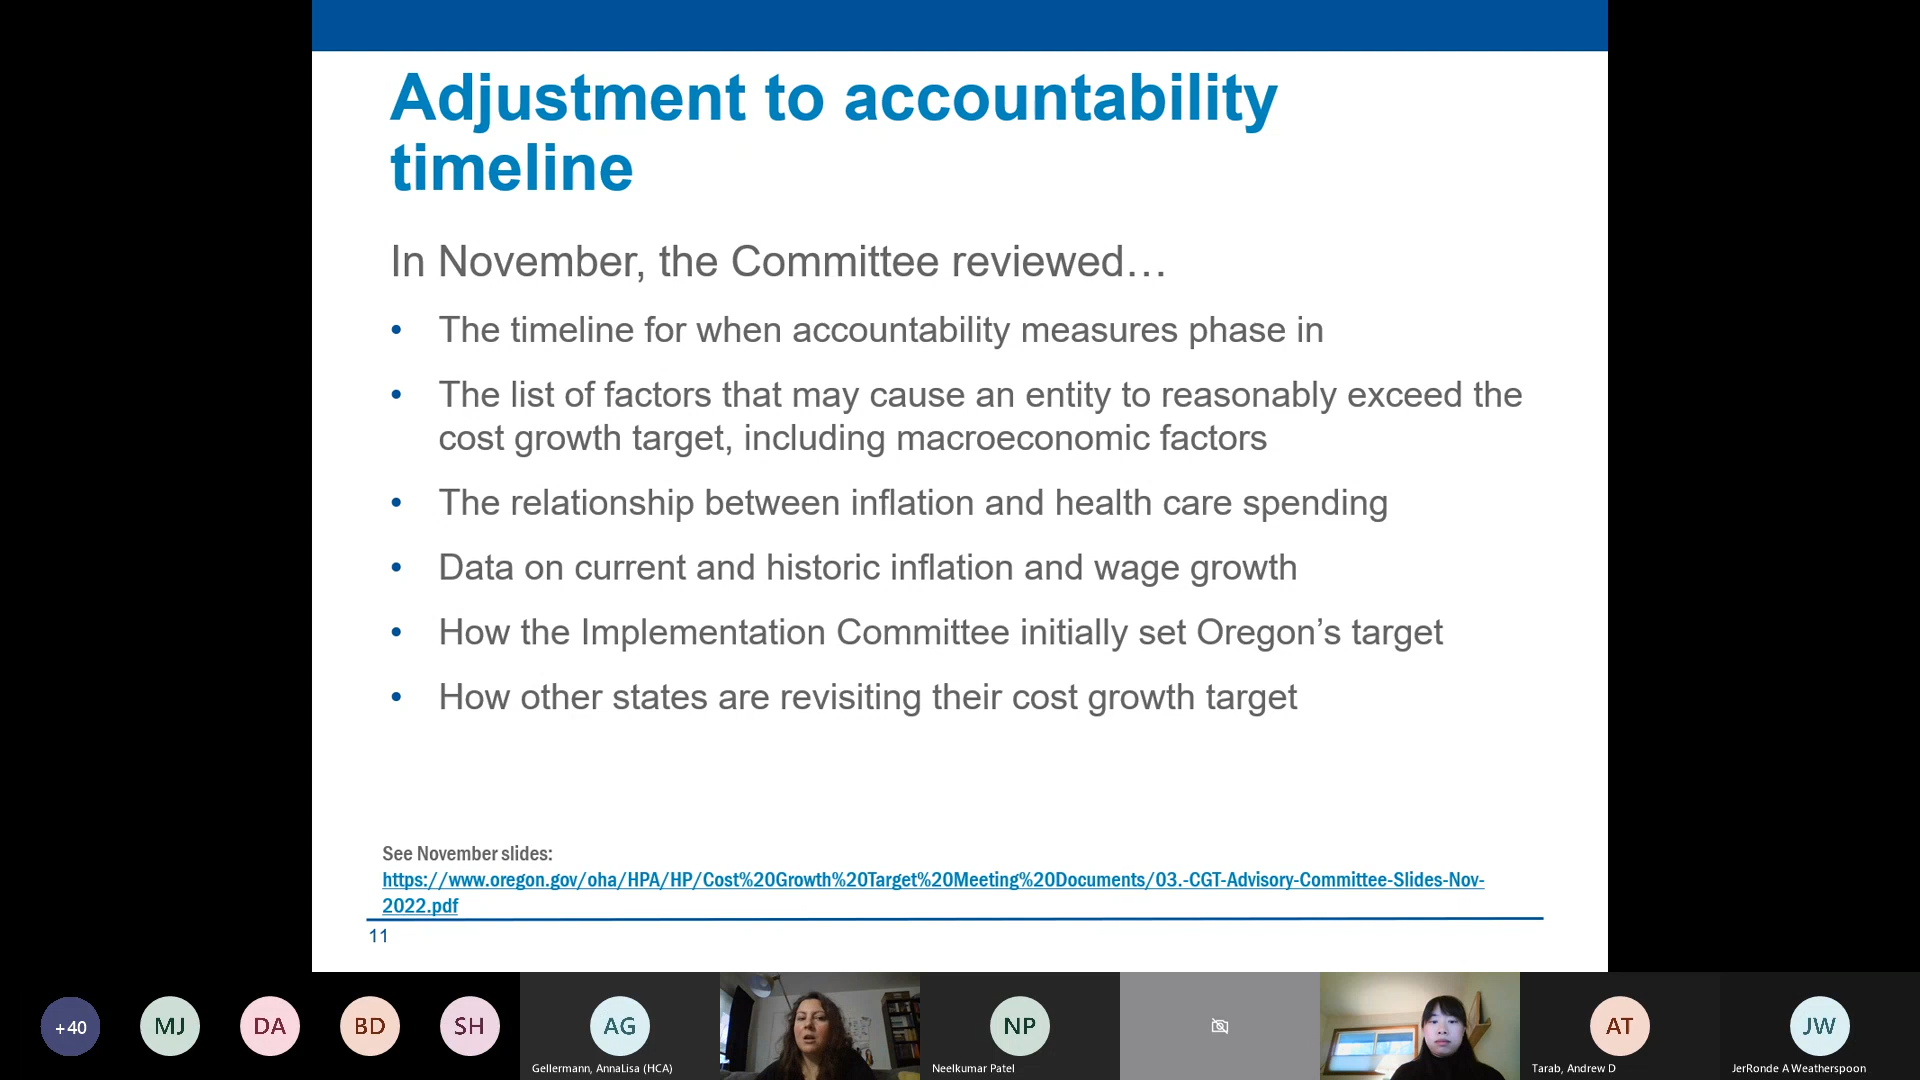 Adjustment to accountability
timeline
In November, the Committee reviewed…
• The timeline for when accountability measures phase in
• The list of factors that may cause an entity to reasonably exceed the
cost growth target, including macroeconomic factors
• The relationship between inflation and health care spending
• Data on current and historic inflation and wage growth
• How the Implementation Committee initially set Oregon’s target
• How other states are revisiting their cost growth target
See November slides:
https://www.oregon.gov/oha/HPA/HP/Cost%20Growth%20Target%20Meeting%20Documents/03.-CGT-Advisory-Committee-Slides-Nov-
2022.pdf
11
+40
MJ
DA
BD
SH
AG
Gellermann, AnnaLisa (HCA)
NP
Neelkumar Patel
AT
Tarab, Andrew D
JW
JerRonde A Weatherspoon